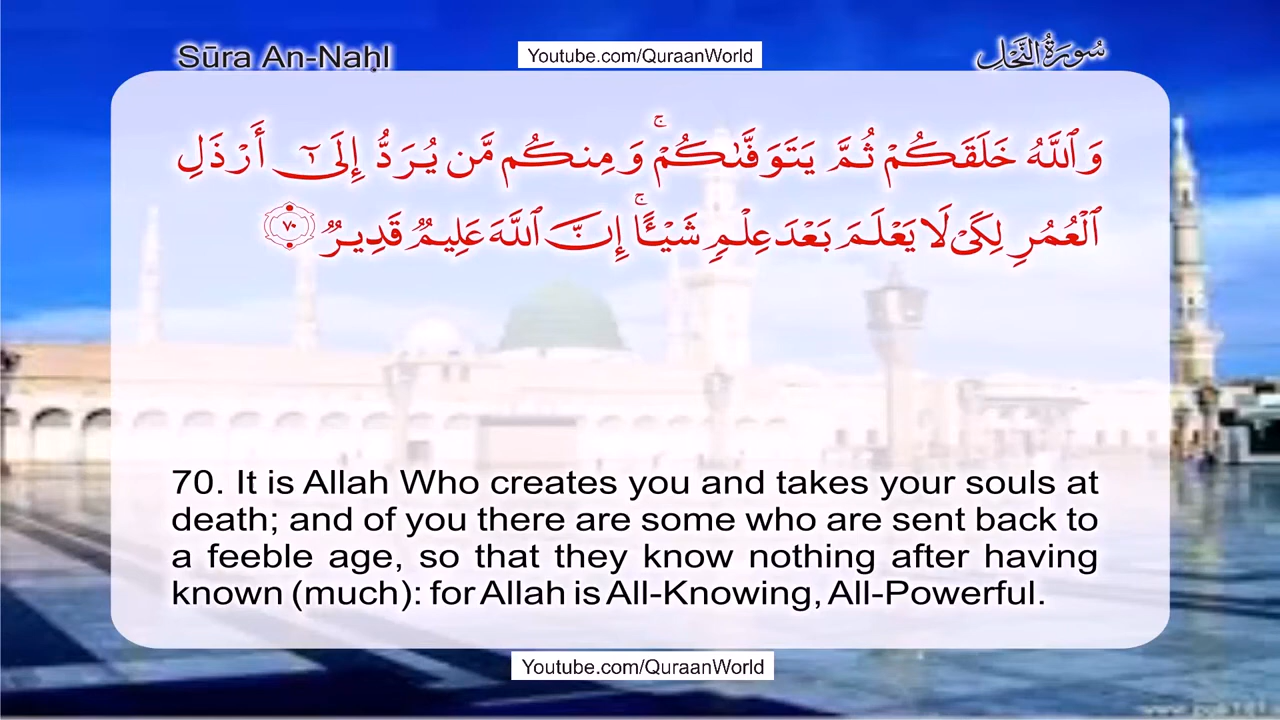 Sūra An-Naḥl
Youtube.com/QuraanWorld
سُورَةُ النَّحْلِ
وَٱللَّهُ خَلَقَكُمْ ثُمَّ يَتَوَفَّىٰكُمْ ۚ وَمِنكُم مَّن يُرَدُّ إِلَىٰٓ أَرْذَلِ
ٱلْعُمُرِ لِكَىْ لَا يَعْلَمَ بَعْدَ عِلْمٍ شَيْـًٔا ۚ إِنَّ ٱللَّهَ عَلِيمٌ قَدِيرٌ ٧٠
70. It is Allah Who creates you and takes your souls at
death; and of you there are some who are sent back to
a feeble age, so that they know nothing after having
known (much): for Allah is All-Knowing, All-Powerful.
Youtube.com/QuraanWorld